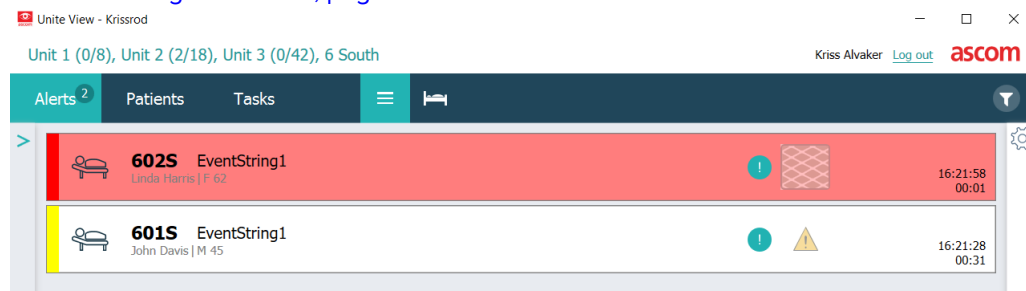 Unite View - Krissrod
Unit 1 (0/8), Unit 2 (2/18), Unit 3 (0/42), 6 South
Kriss Alvaker Log out ascom
Alerts 2 Patients Tasks
602S EventString1
Linda Harris | F 62
16:21:58
00:01
601S EventString1
John Davis | M 45
16:21:28
00:31